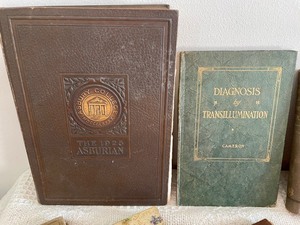 ASBURY COLLEGE
THE 1925
ASBURIAN
DIAGNOSIS
by
TRANSILLUMINATION
CAMERON